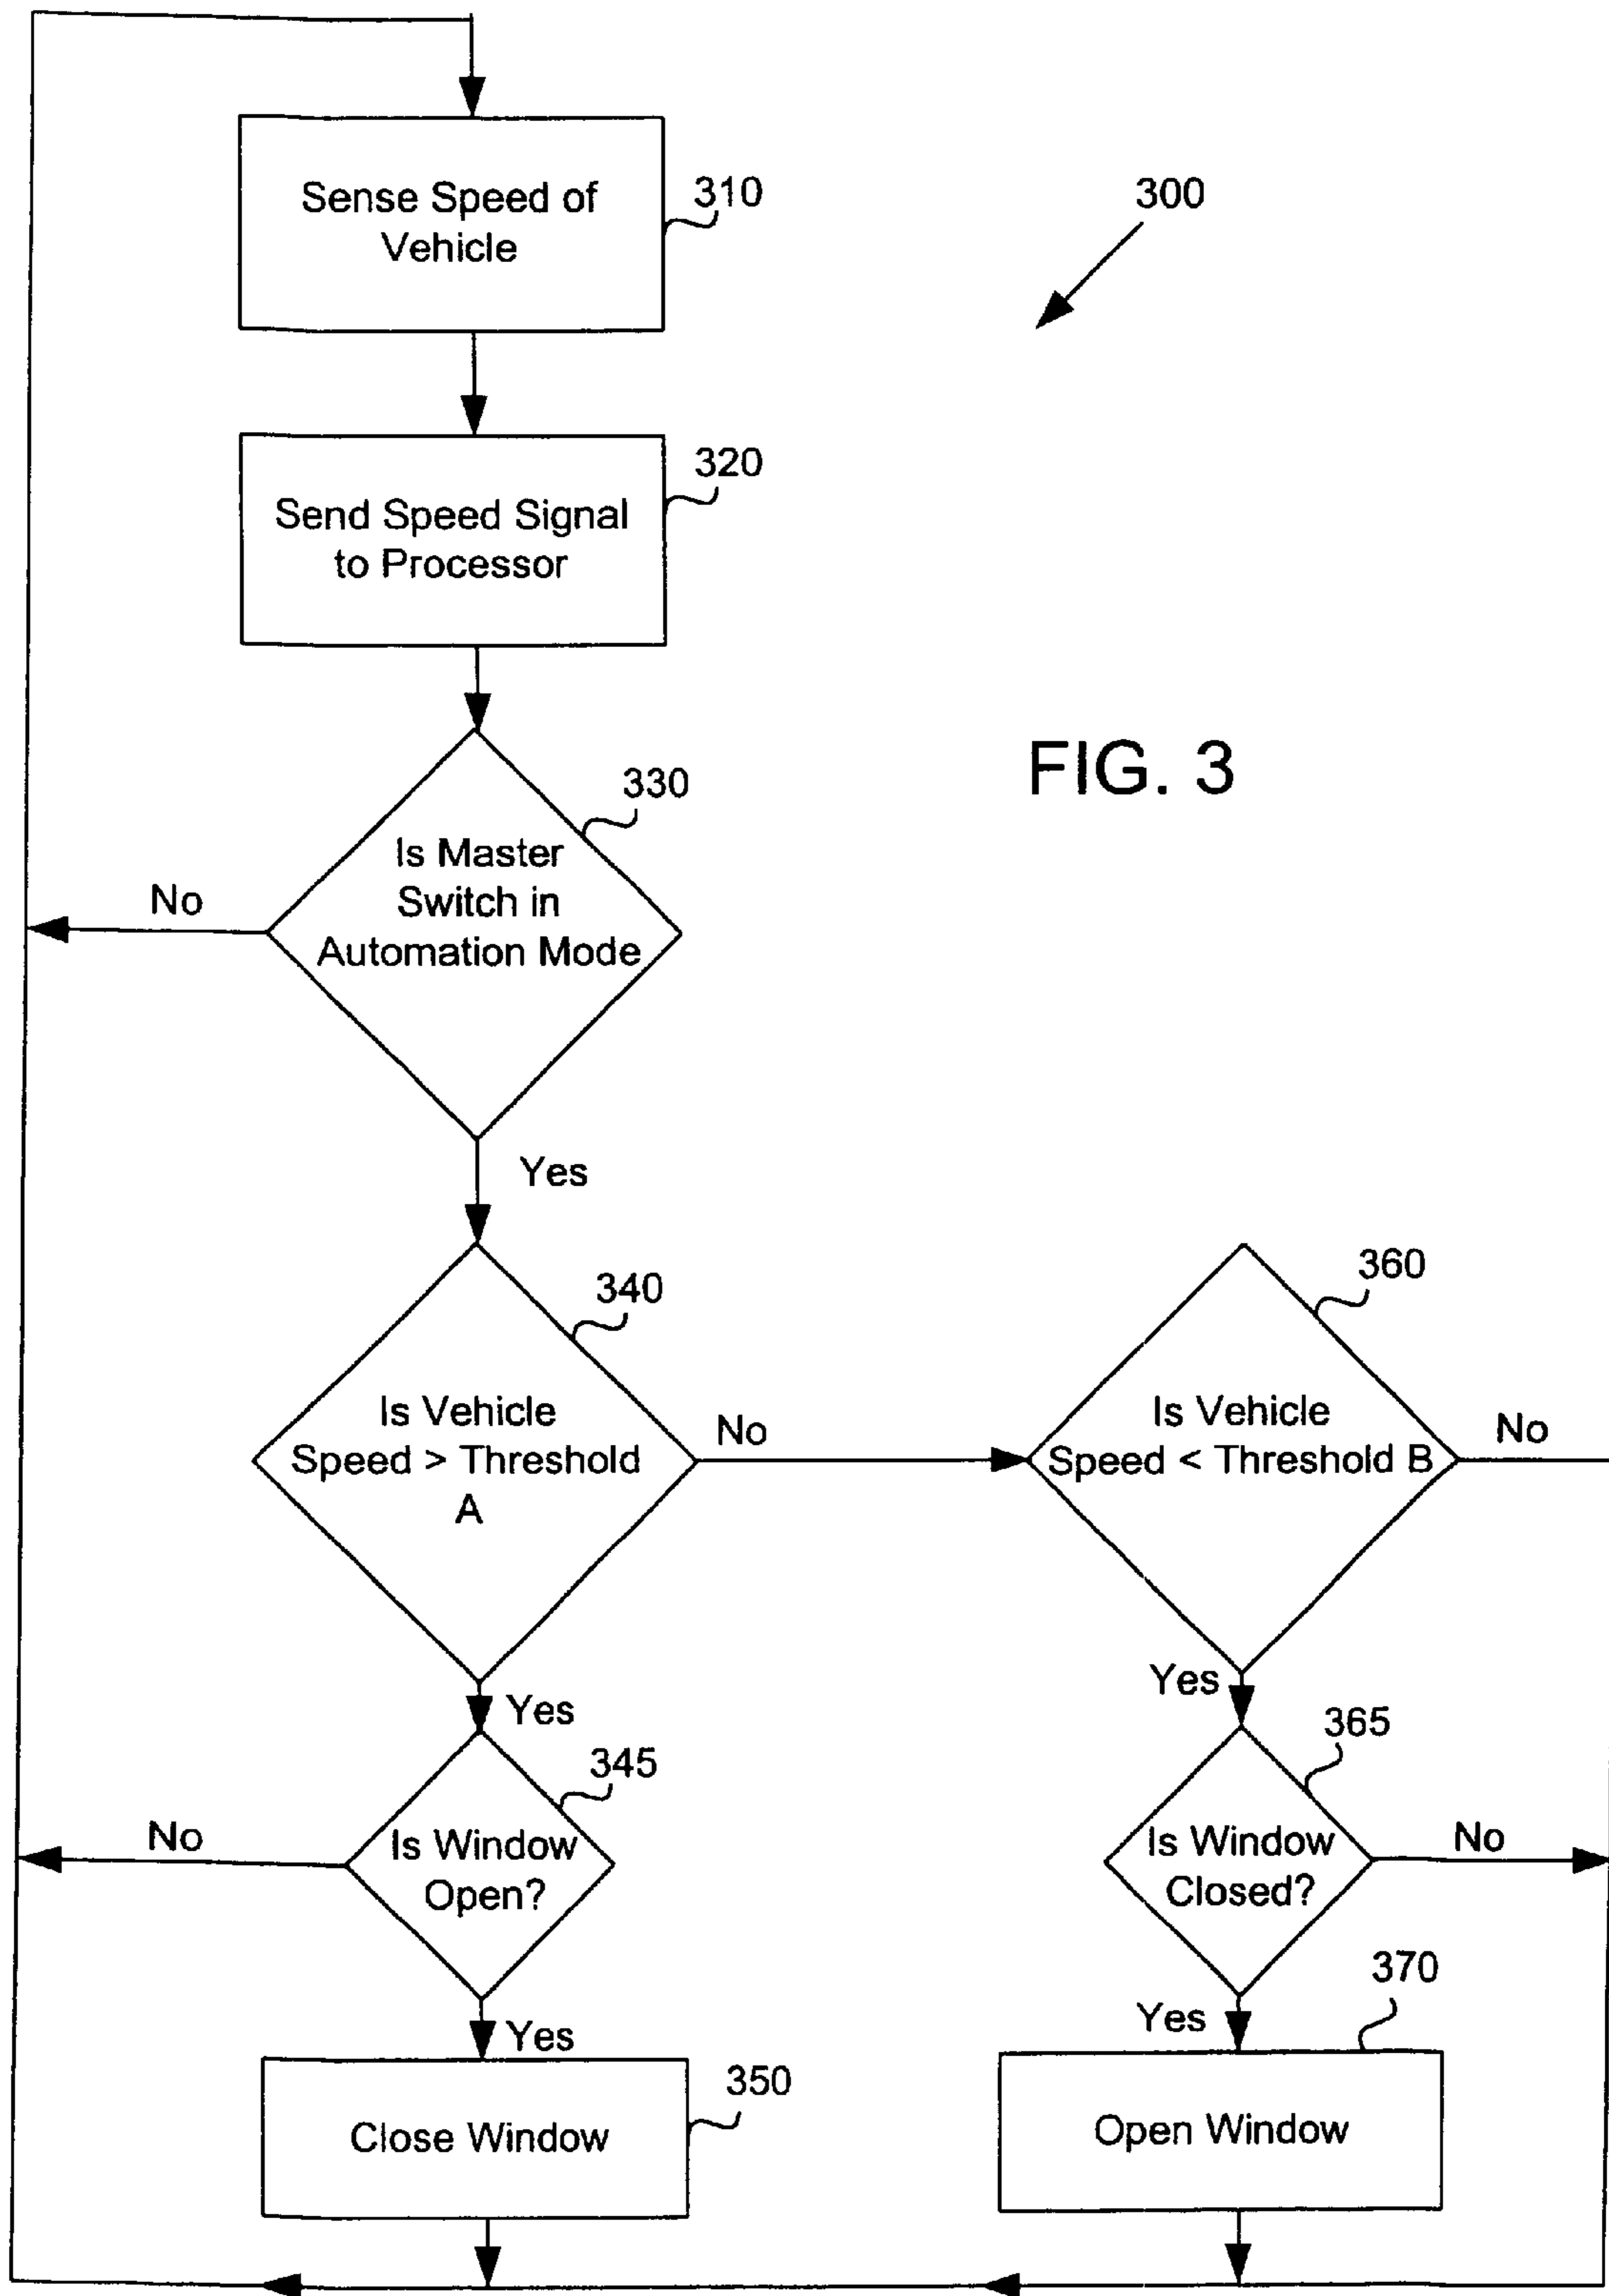 Sense Speed of
Vehicle
310
300
Send Speed Signal
to Processor
320
FIG. 3
330
Is Master
Switch in
Automation Mode
No
Yes
340
Is Vehicle
Speed > Threshold
A
No
360
Is Vehicle
Speed < Threshold B
No
Yes
Yes
345
Is Window
Open?
No
365
Is Window
Closed?
No
Yes
Yes
350
Close Window
370
Open Window